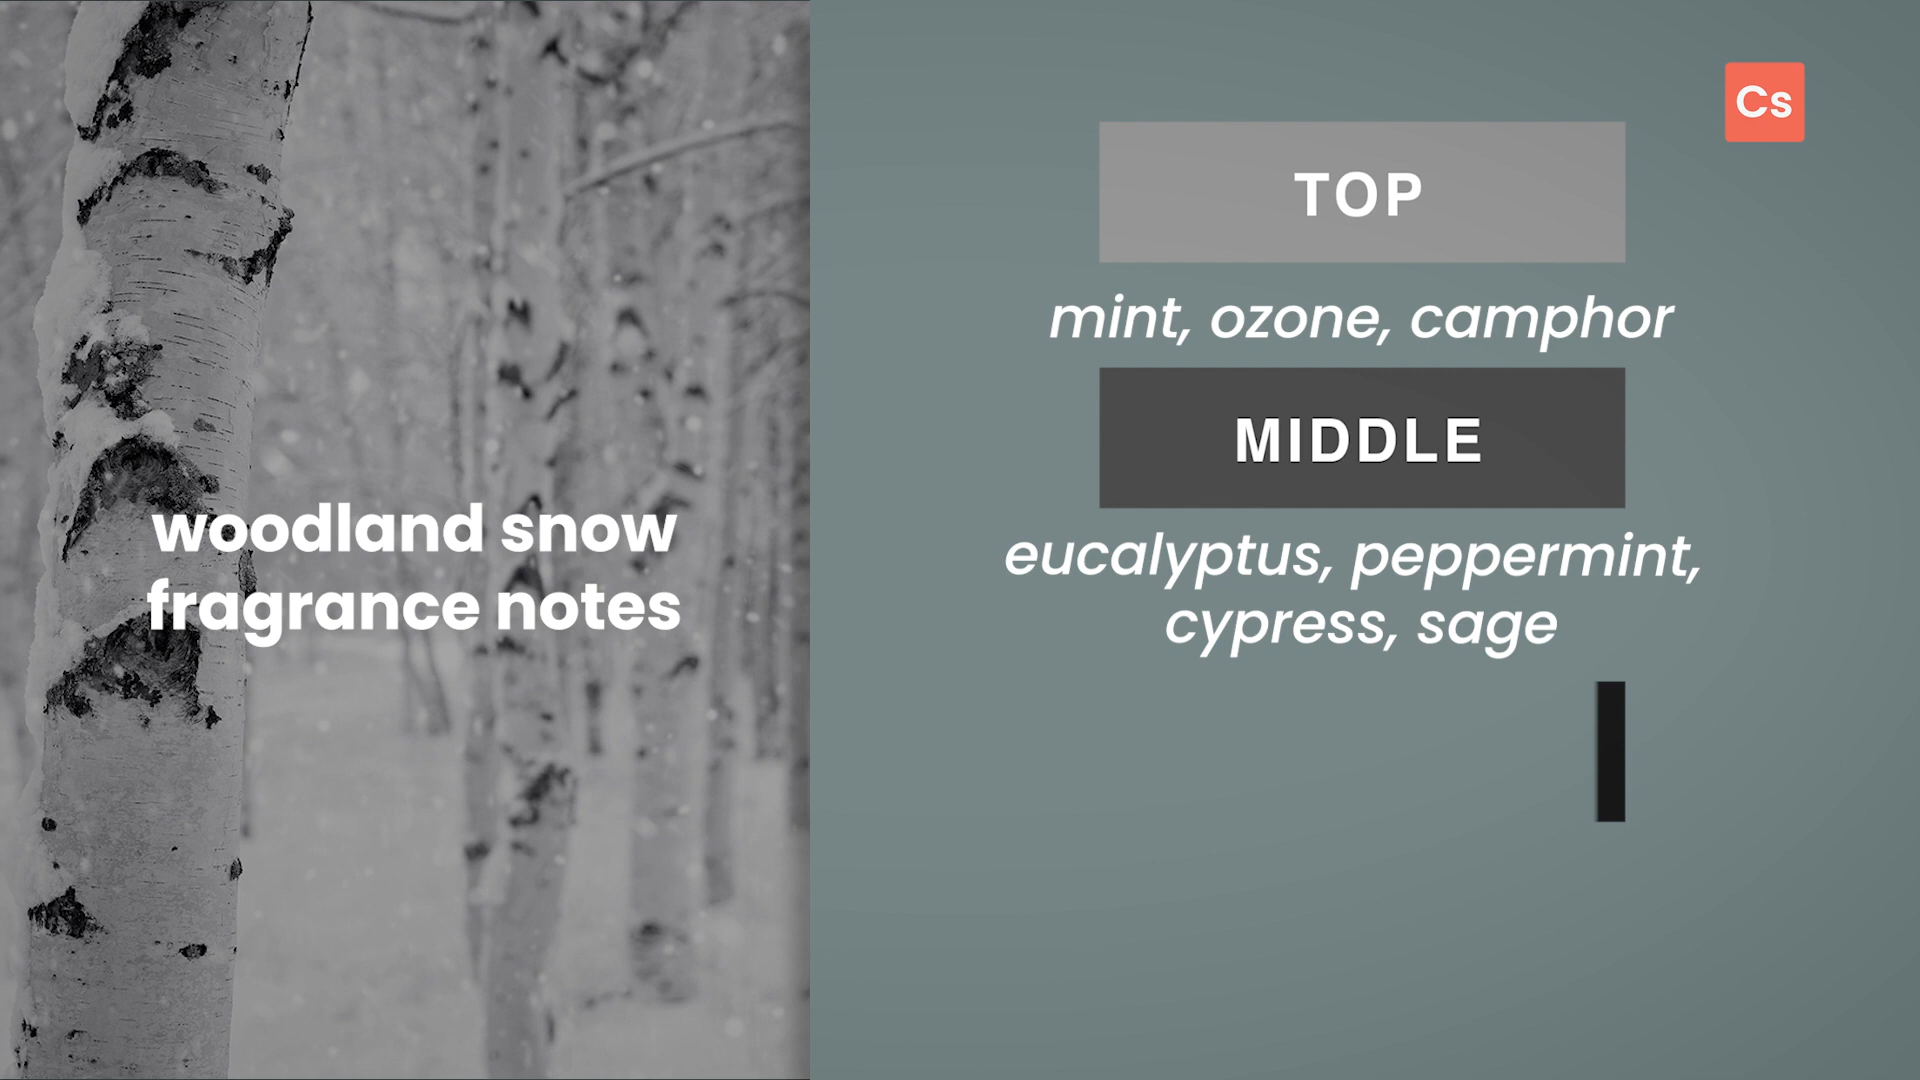 woodland snow
fragrance notes
Cs
TOP
mint, ozone, camphor
MIDDLE
eucalyptus, peppermint,
cypress, sage